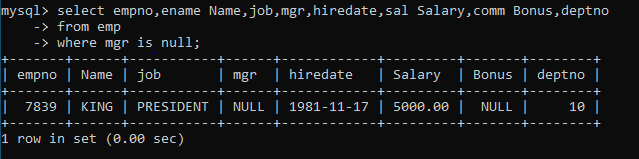 mysql> select empno,ename Name,job,mgr,hiredate,sal Salary,comm Bonus,deptno
    -> from emp
    -> where mgr is null;
+-------+------+-----------+------+------------+---------+-------+--------+
| empno | Name | job       | mgr  | hiredate   | Salary  | Bonus | deptno |
+-------+------+-----------+------+------------+---------+-------+--------+
|  7839 | KING | PRESIDENT | NULL | 1981-11-17 | 5000.00 |  NULL |     10 |
+-------+------+-----------+------+------------+---------+-------+--------+
1 row in set (0.00 sec)